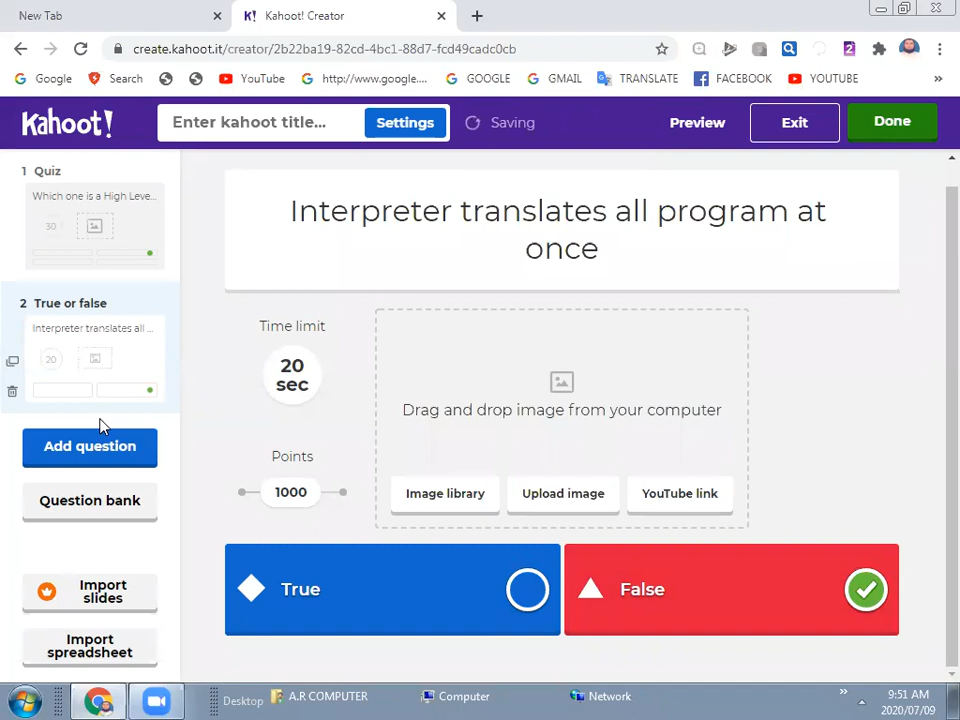 New Tab
K! Kahoot! Creator
create.kahoot.it/creator/2b22ba19-82cd-4bc1-88d7-fcd49cadc0cb
2
Google
Search
YouTube
http://www.google....
GOOGLE
GMAIL
TRANSLATE
FACEBOOK
YOUTUBE
»
Kahoot!
Enter kahoot title...
Settings
Saving
Preview
Exit
Done
1 Quiz
Which one is a High Leve...
30
2 True or false
Interpreter translates all ...
20
Add question
Question bank
Import
slides
Import
spreadsheet
Interpreter translates all program at
once
Time limit
20
sec
Points
1000
Drag and drop image from your computer
Image library
Upload image
YouTube link
True
False
Desktop
A.R COMPUTER
Computer
Network
»
9:51 AM
2020/07/09